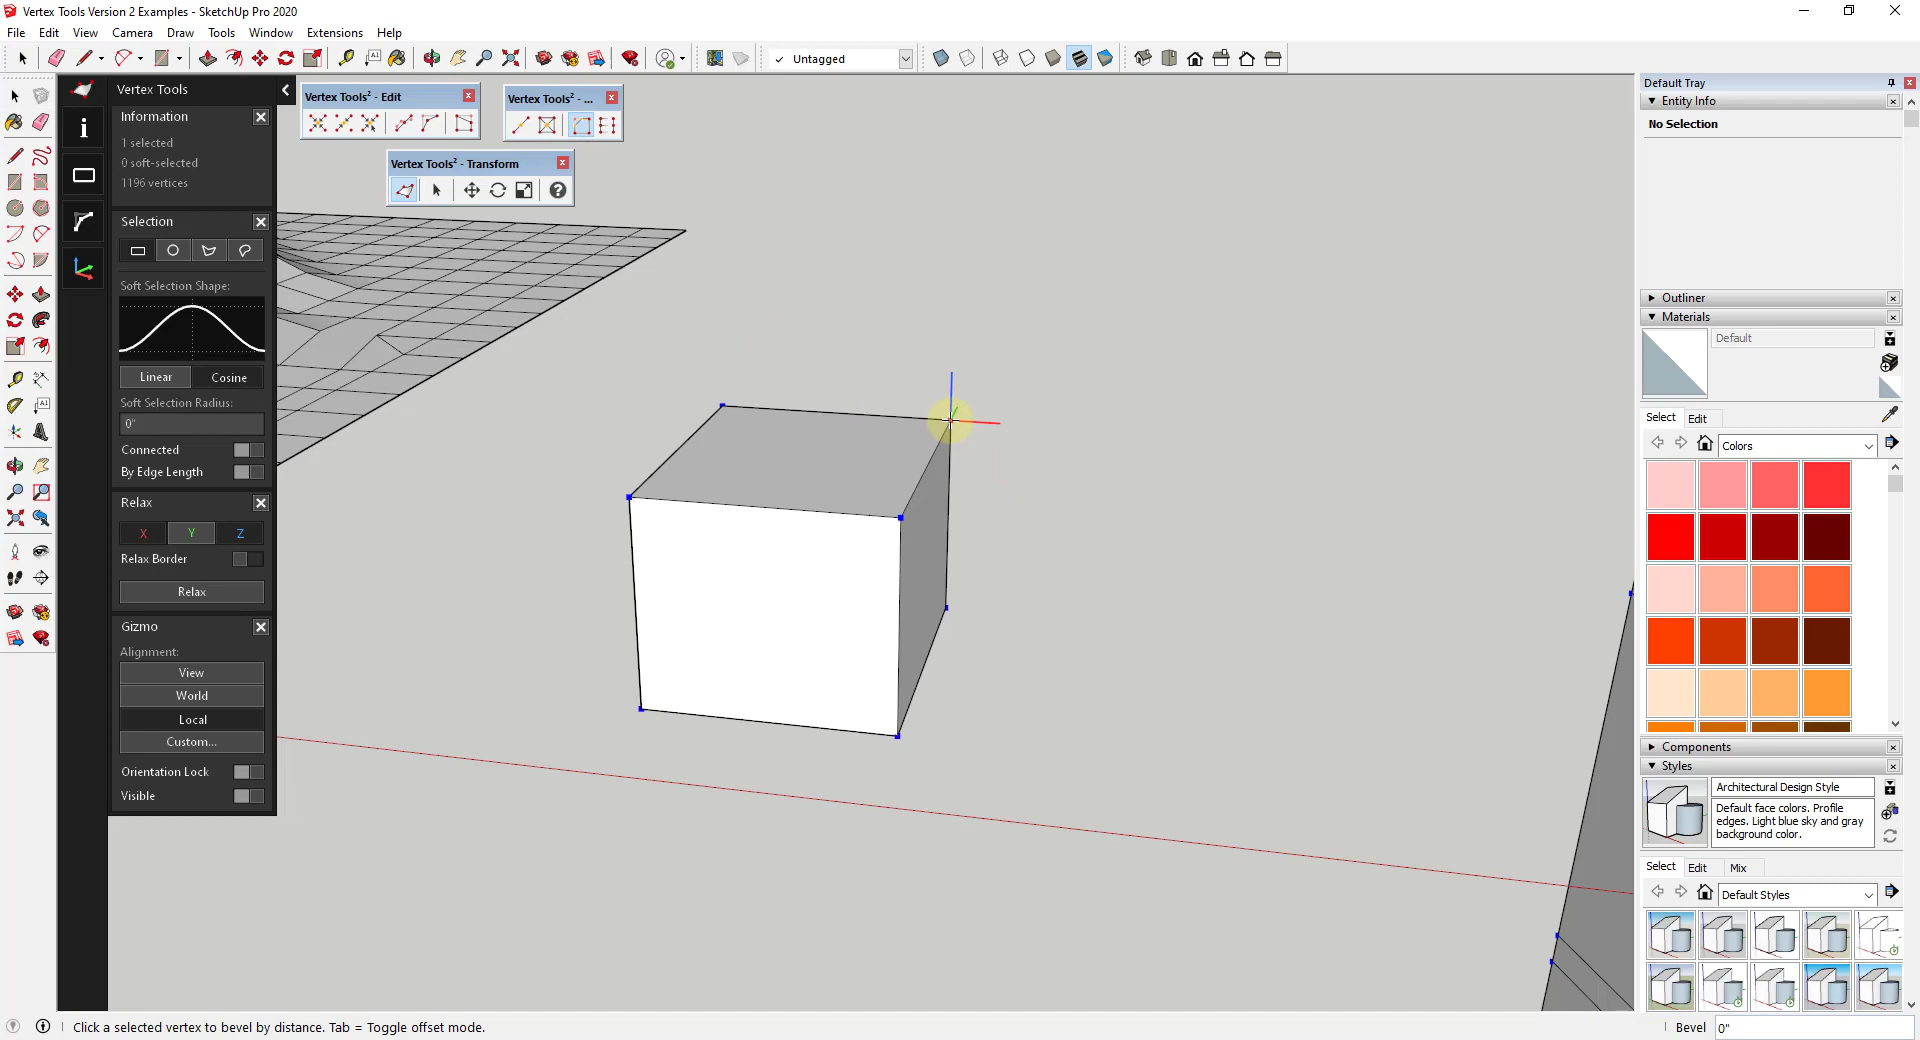 Vertex Tools Version 2 Examples - SketchUp Pro 2020
File Edit View Camera Draw Tools Window Extensions Help
Untagged
Vertex Tools
Information
1 selected
0 soft-selected
1196 vertices
Selection
Soft Selection Shape:
Linear Cosine
Soft Selection Radius:
0"
Connected
By Edge Length
Relax
X Y Z
Relax Border
Relax
Gizmo
Alignment:
View
World
Local
Custom...
Orientation Lock
Visible
Vertex Tools² - Edit
Vertex Tools² - ...
Vertex Tools² - Transform
Default Tray
Entity Info
No Selection
Outliner
Materials
Default
Select Edit
Colors
Components
Styles
Architectural Design Style
Default face colors. Profile
edges. Light blue sky and gray
background color.
Select Edit Mix
Default Styles
Click a selected vertex to bevel by distance. Tab = Toggle offset mode.
Bevel 0"